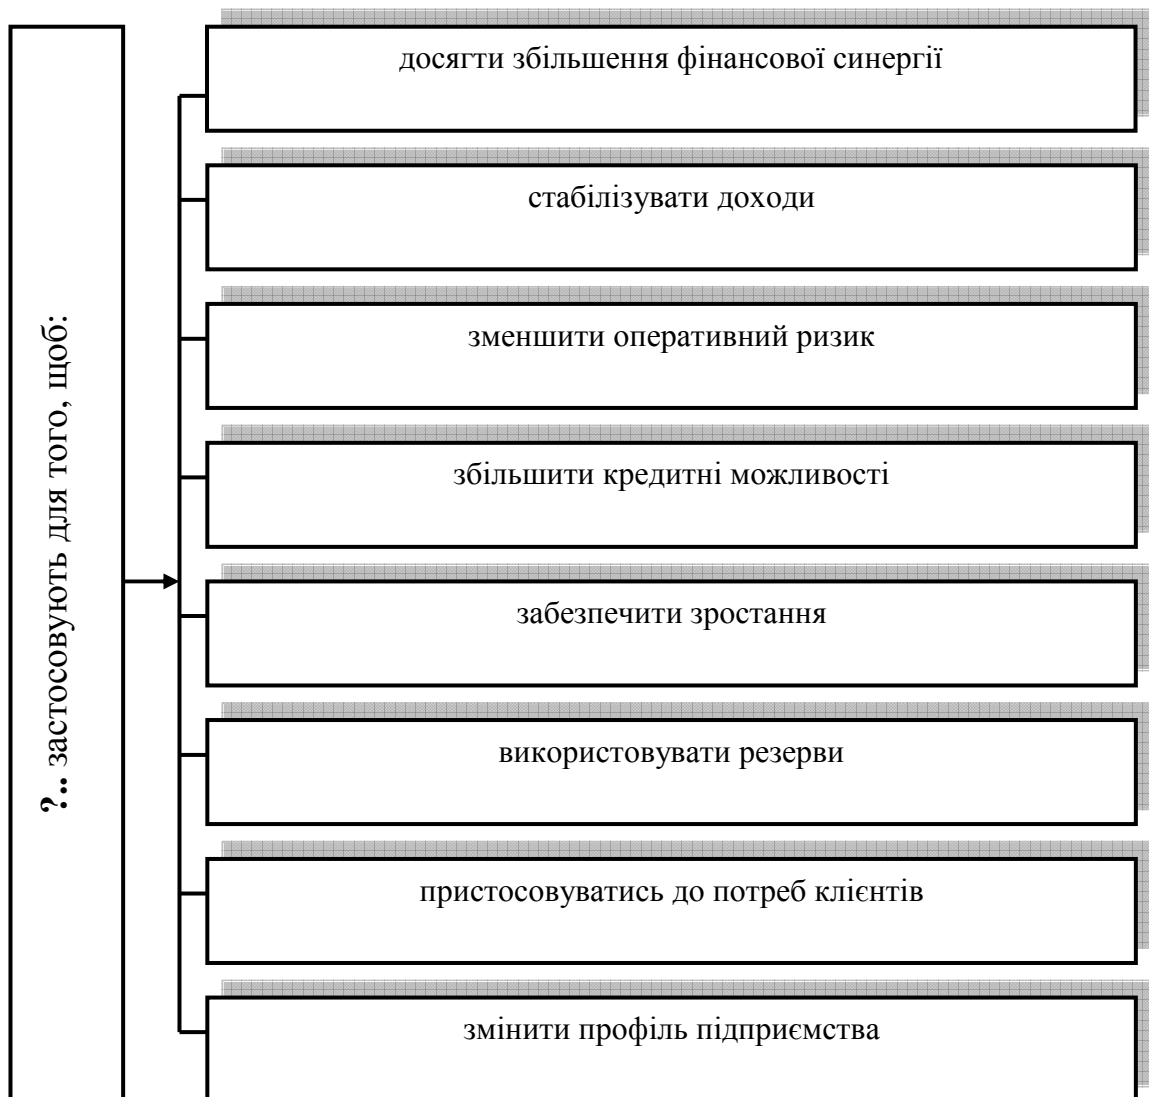 ?.. застосовують для того, щоб:
досягти збільшення фінансової синергії
стабілізувати доходи
зменшити оперативний ризик
збільшити кредитні можливості
забезпечити зростання
використовувати резерви
пристосовуватись до потреб клієнтів
змінити профіль підприємства